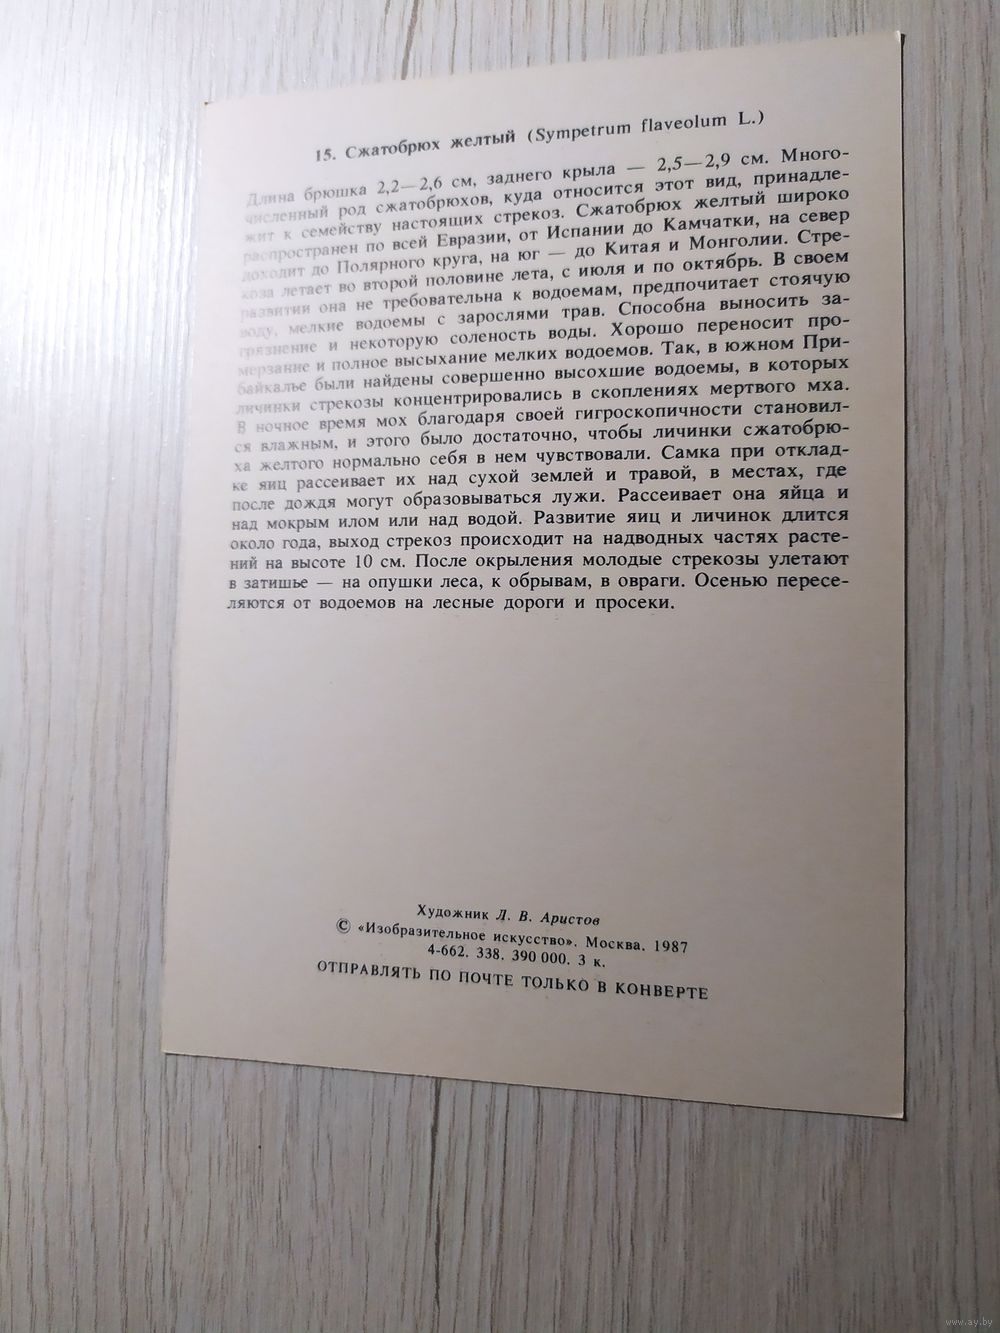 15. Сжатобрюх желтый (Sympetrum flaveolum L.)
Длина брюшка 2,2—2,6 см, заднего крыла — 2,5—2,9 см. Много-
численный род сжатобрюхов, куда относится этот вид, принадле-
жит к семейству настоящих стрекоз. Сжатобрюх желтый широко
распространен по всей Евразии, от Испании до Камчатки, на север
доходит до Полярного круга, на юг — до Китая и Монголии. Стре-
коза летает во второй половине лета, с июля и по октябрь. В своем
развитии она не требовательна к водоемам, предпочитает стоячую
воду, мелкие водоемы с зарослями трав. Способна выносить за-
грязнение и некоторую соленость воды. Хорошо переносит про-
мерзание и полное высыхание мелких водоемов. Так, в южном При-
байкалье были найдены совершенно высохшие водоемы, в которых
личинки стрекозы концентрировались в скоплениях мертвого мха.
В ночное время мох благодаря своей гигроскопичности становил-
ся влажным, и этого было достаточно, чтобы личинки сжатобрю-
ха желтого нормально себя в нем чувствовали. Самка при отклад-
ке яиц рассеивает их над сухой землей и травой, в местах, где
после дождя могут образовываться лужи. Рассеивает она яйца и
над мокрым илом или над водой. Развитие яиц и личинок длится
около года, выход стрекоз происходит на надводных частях расте-
ний на высоте 10 см. После окрыления молодые стрекозы улетают
в затишье — на опушки леса, к обрывам, в овраги. Осенью пересе-
ляются от водоемов на лесные дороги и просеки.
Художник Л. В. Аристов
© «Изобразительное искусство». Москва. 1987
4-662. 338. 390 000. 3 к.
ОТПРАВЛЯТЬ ПО ПОЧТЕ ТОЛЬКО В КОНВЕРТЕ
www.ay.by